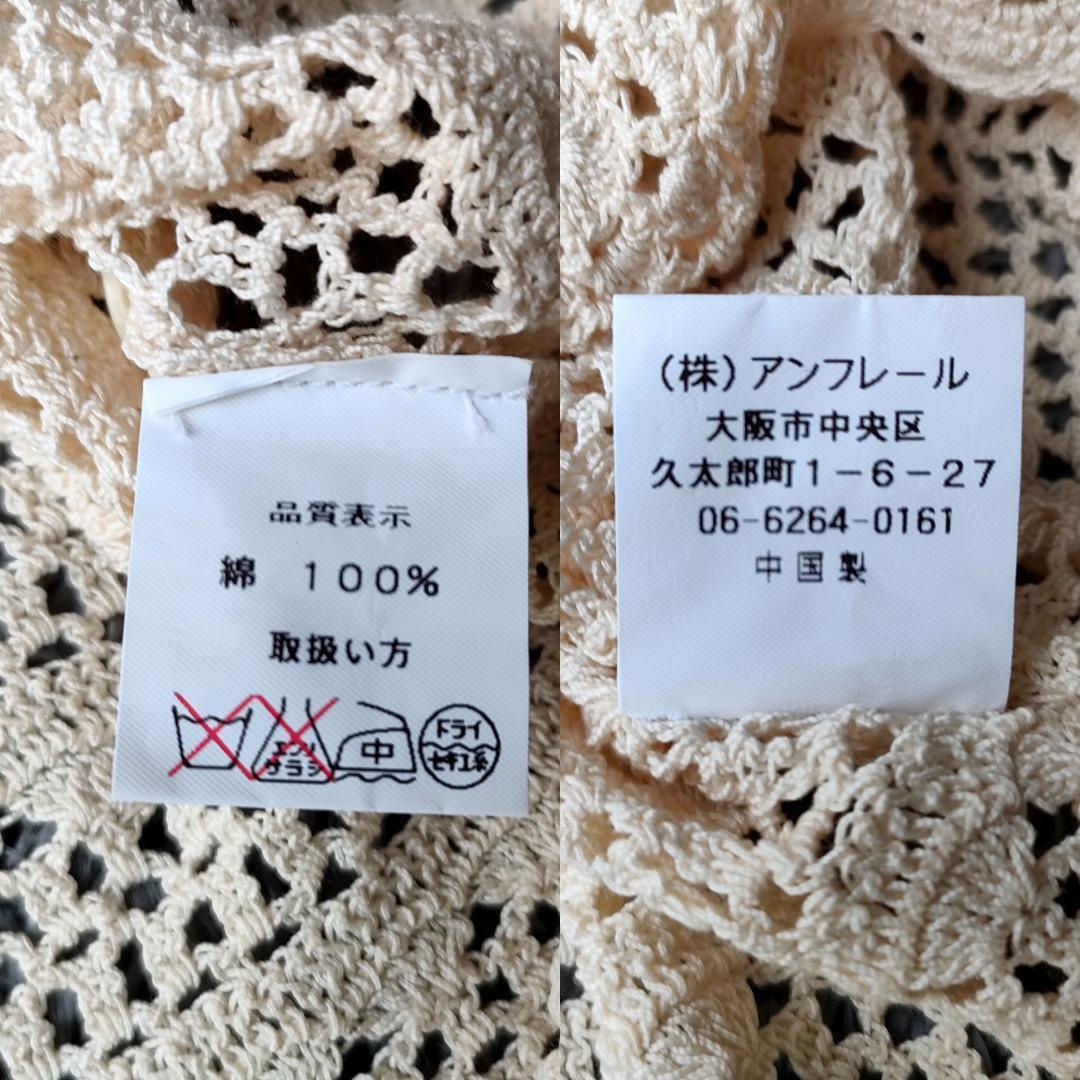 品質表示
綿 100%
取扱い方
エンソ
サラシ
中
ドライ
セキユ系
(株)アンフレール
大阪市中央区
久太郎町1-6-27
06-6264-0161
中国製